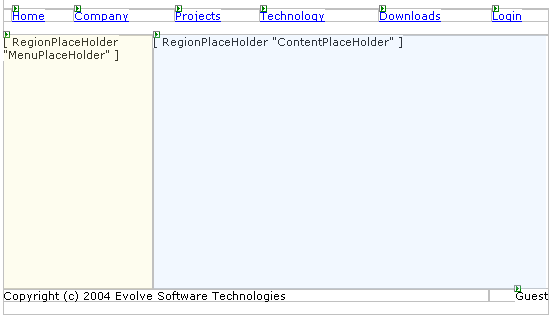 Home Company Projects Technology Downloads Login
[ RegionPlaceHolder "MenuPlaceHolder" ]
[ RegionPlaceHolder "ContentPlaceHolder" ]
Copyright (c) 2004 Evolve Software Technologies Guest